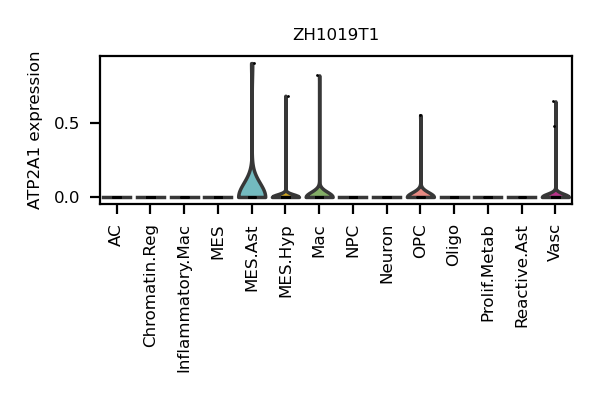 ZH1019T1
ATP2A1 expression
0.5
0.0
AC
Chromatin.Reg
Inflammatory.Mac
MES
MES.Ast
MES.Hyp
Mac
NPC
Neuron
OPC
Oligo
Prolif.Metab
Reactive.Ast
Vasc